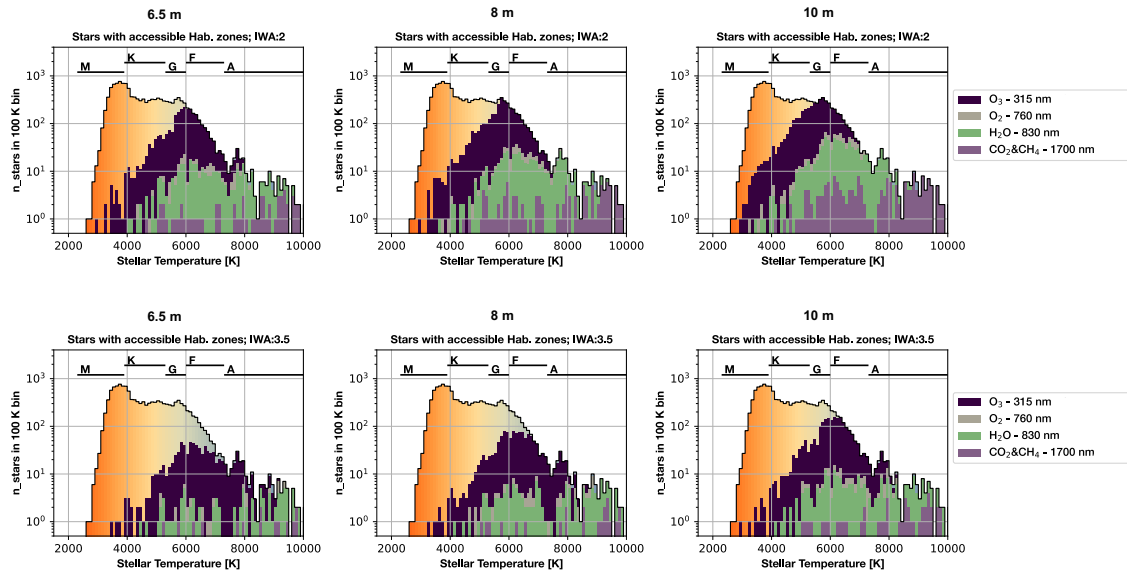 6.5 m 8 m 10 m
Stars with accessible Hab. zones; IWA:2 Stars with accessible Hab. zones; IWA:2 Stars with accessible Hab. zones; IWA:2
M K G F A M K G F A M K G F A
n_stars in 100 K bin n_stars in 100 K bin n_stars in 100 K bin
10³ 10³ 10³
10² 10² 10²
10¹ 10¹ 10¹
10⁰ 10⁰ 10⁰
2000 4000 6000 8000 10000 2000 4000 6000 8000 10000 2000 4000 6000 8000 10000
Stellar Temperature [K] Stellar Temperature [K] Stellar Temperature [K]
O₃ - 315 nm
O₂ - 760 nm
H₂O - 830 nm
CO₂&CH₄ - 1700 nm
6.5 m 8 m 10 m
Stars with accessible Hab. zones; IWA:3.5 Stars with accessible Hab. zones; IWA:3.5 Stars with accessible Hab. zones; IWA:3.5
M K G F A M K G F A M K G F A
n_stars in 100 K bin n_stars in 100 K bin n_stars in 100 K bin
10³ 10³ 10³
10² 10² 10²
10¹ 10¹ 10¹
10⁰ 10⁰ 10⁰
2000 4000 6000 8000 10000 2000 4000 6000 8000 10000 2000 4000 6000 8000 10000
Stellar Temperature [K] Stellar Temperature [K] Stellar Temperature [K]
O₃ - 315 nm
O₂ - 760 nm
H₂O - 830 nm
CO₂&CH₄ - 1700 nm